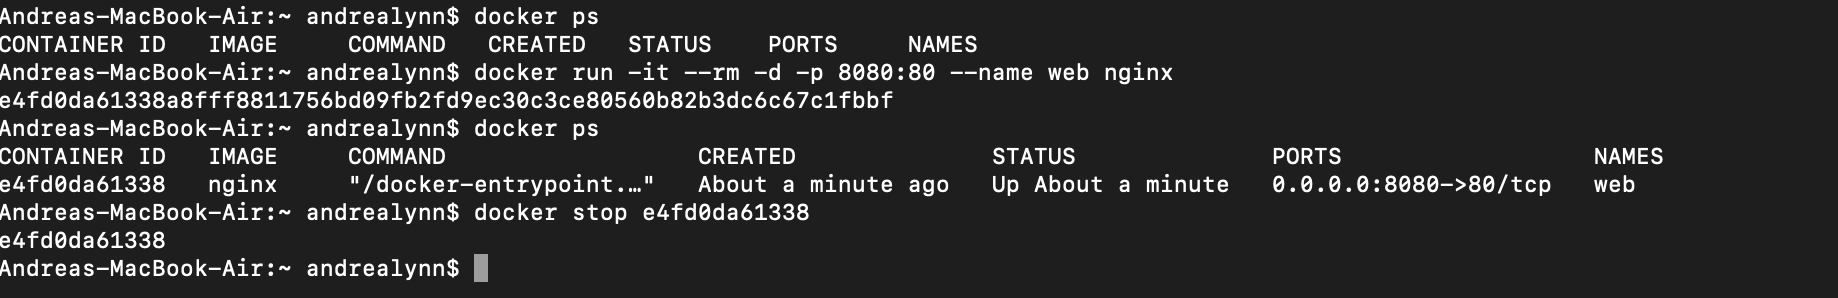 Andreas-MacBook-Air:~ andrealynn$ docker ps
CONTAINER ID   IMAGE     COMMAND   CREATED   STATUS    PORTS     NAMES
Andreas-MacBook-Air:~ andrealynn$ docker run -it --rm -d -p 8080:80 --name web nginx
e4fd0da61338a8fff8811756bd09fb2fd9ec30c3ce80560b82b3dc6c67c1fbbf
Andreas-MacBook-Air:~ andrealynn$ docker ps
CONTAINER ID   IMAGE     COMMAND                  CREATED              STATUS              PORTS                  NAMES
e4fd0da61338   nginx     "/docker-entrypoint.…"   About a minute ago   Up About a minute   0.0.0.0:8080->80/tcp   web
Andreas-MacBook-Air:~ andrealynn$ docker stop e4fd0da61338
e4fd0da61338
Andreas-MacBook-Air:~ andrealynn$